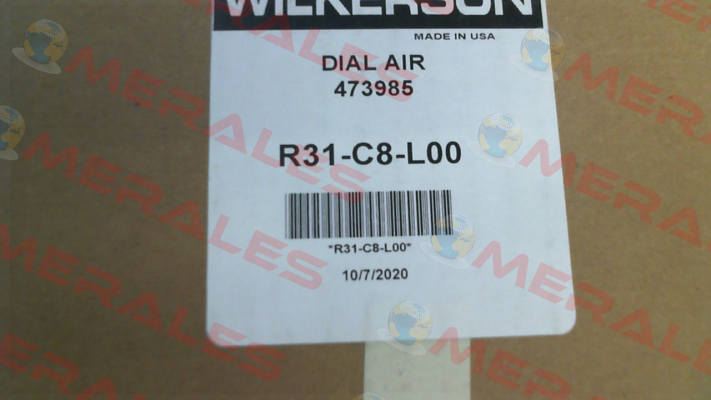 WILKERSON
MADE IN USA
DIAL AIR
473985
R31-C8-L00
"R31-C8-L00"
10/7/2020
MERALES
MERALES
MERALES
MERALES